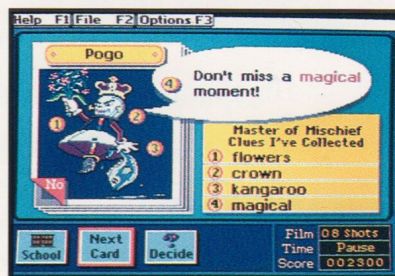 Help F1 File F2 Options F3
Pogo
4 Don't miss a magical
moment!
1
2
3
No
Master of Mischief
Clues I've Collected
1 flowers
2 crown
3 kangaroo
4 magical
School
Next
Card
Decide
Film 08 Shots
Time Pause
Score 002300